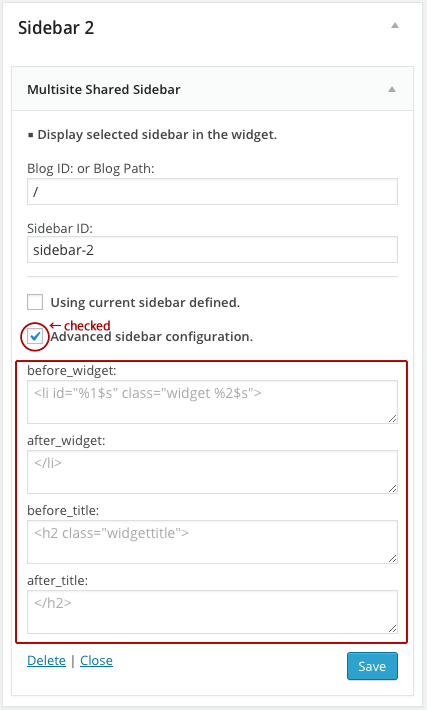 Sidebar 2
Multisite Shared Sidebar
▪ Display selected sidebar in the widget.
Blog ID: or Blog Path:
/
Sidebar ID:
sidebar-2
Using current sidebar defined.
← checked
Advanced sidebar configuration.
before_widget:
<li id="%1$s" class="widget %2$s">
after_widget:
</li>
before_title:
<h2 class="widgettitle">
after_title:
</h2>
Delete | Close
Save